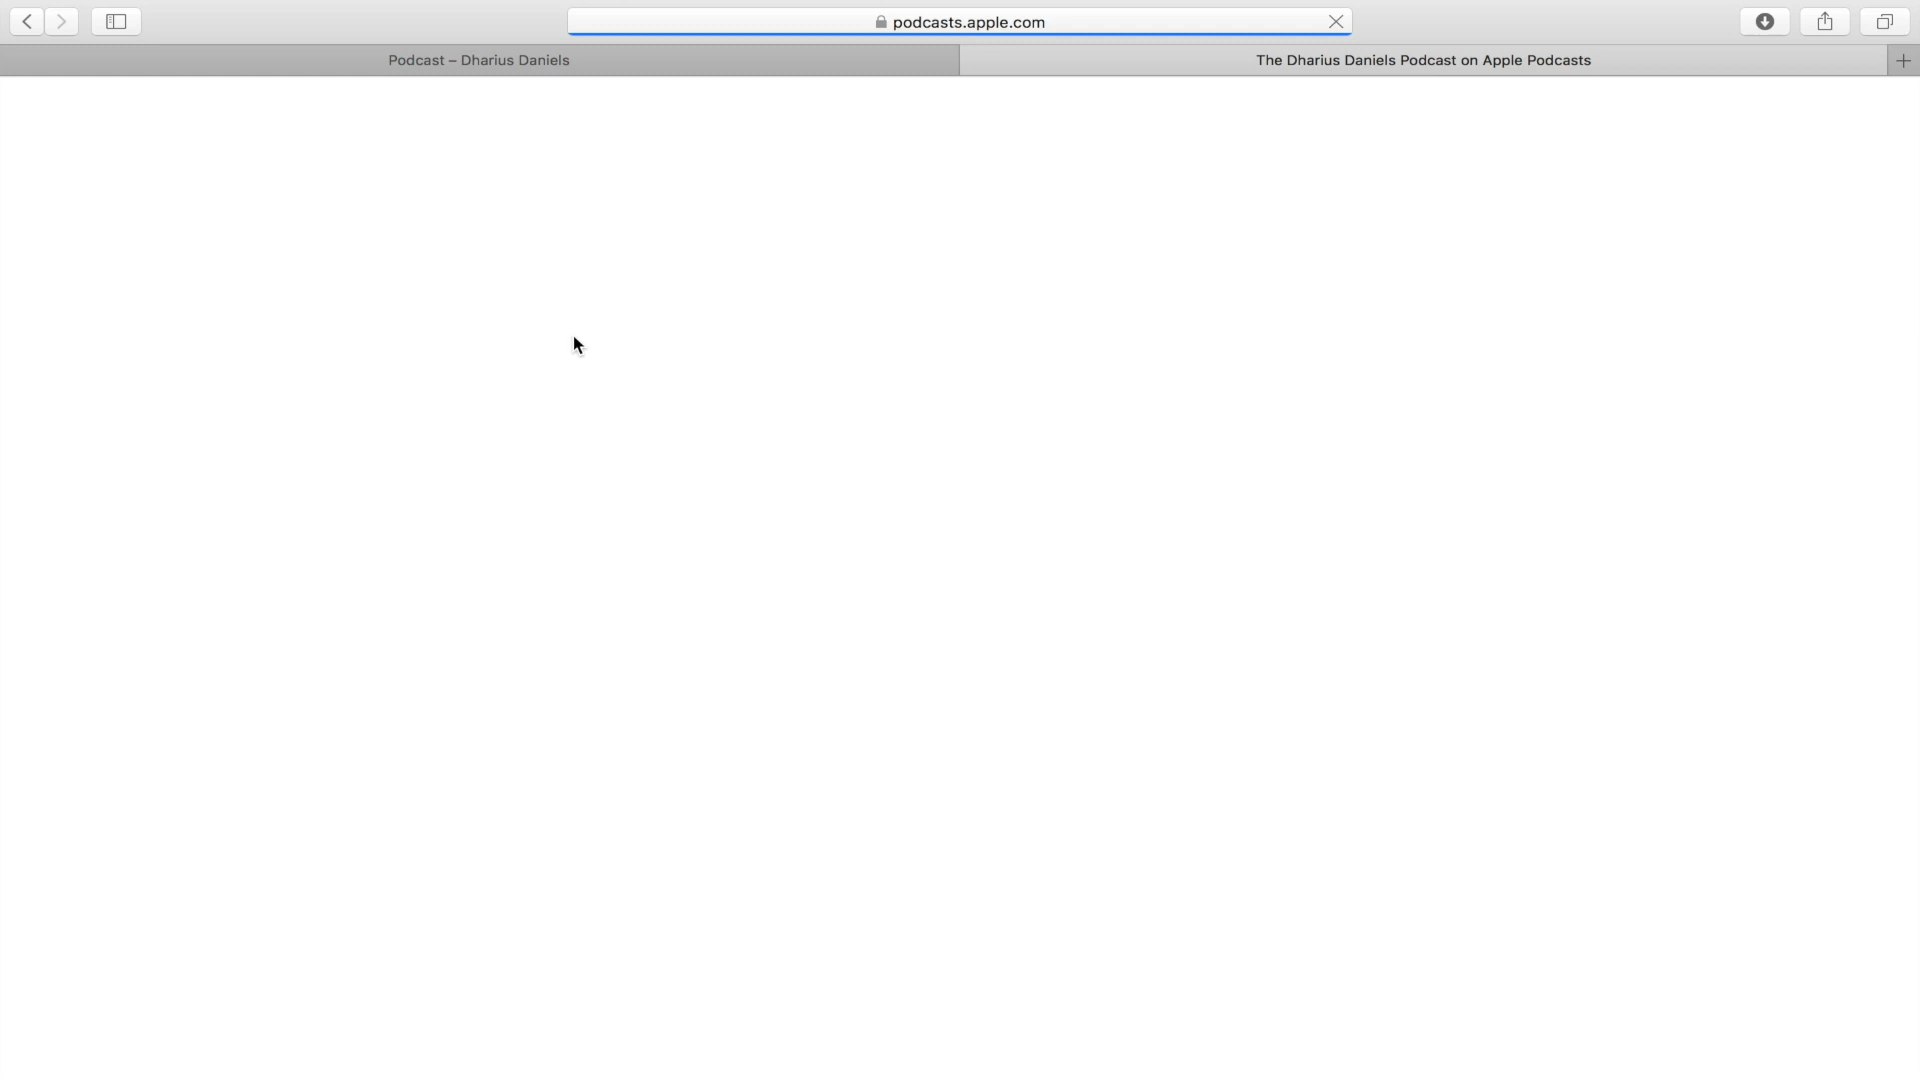 podcasts.apple.com
Podcast – Dharius Daniels
The Dharius Daniels Podcast on Apple Podcasts